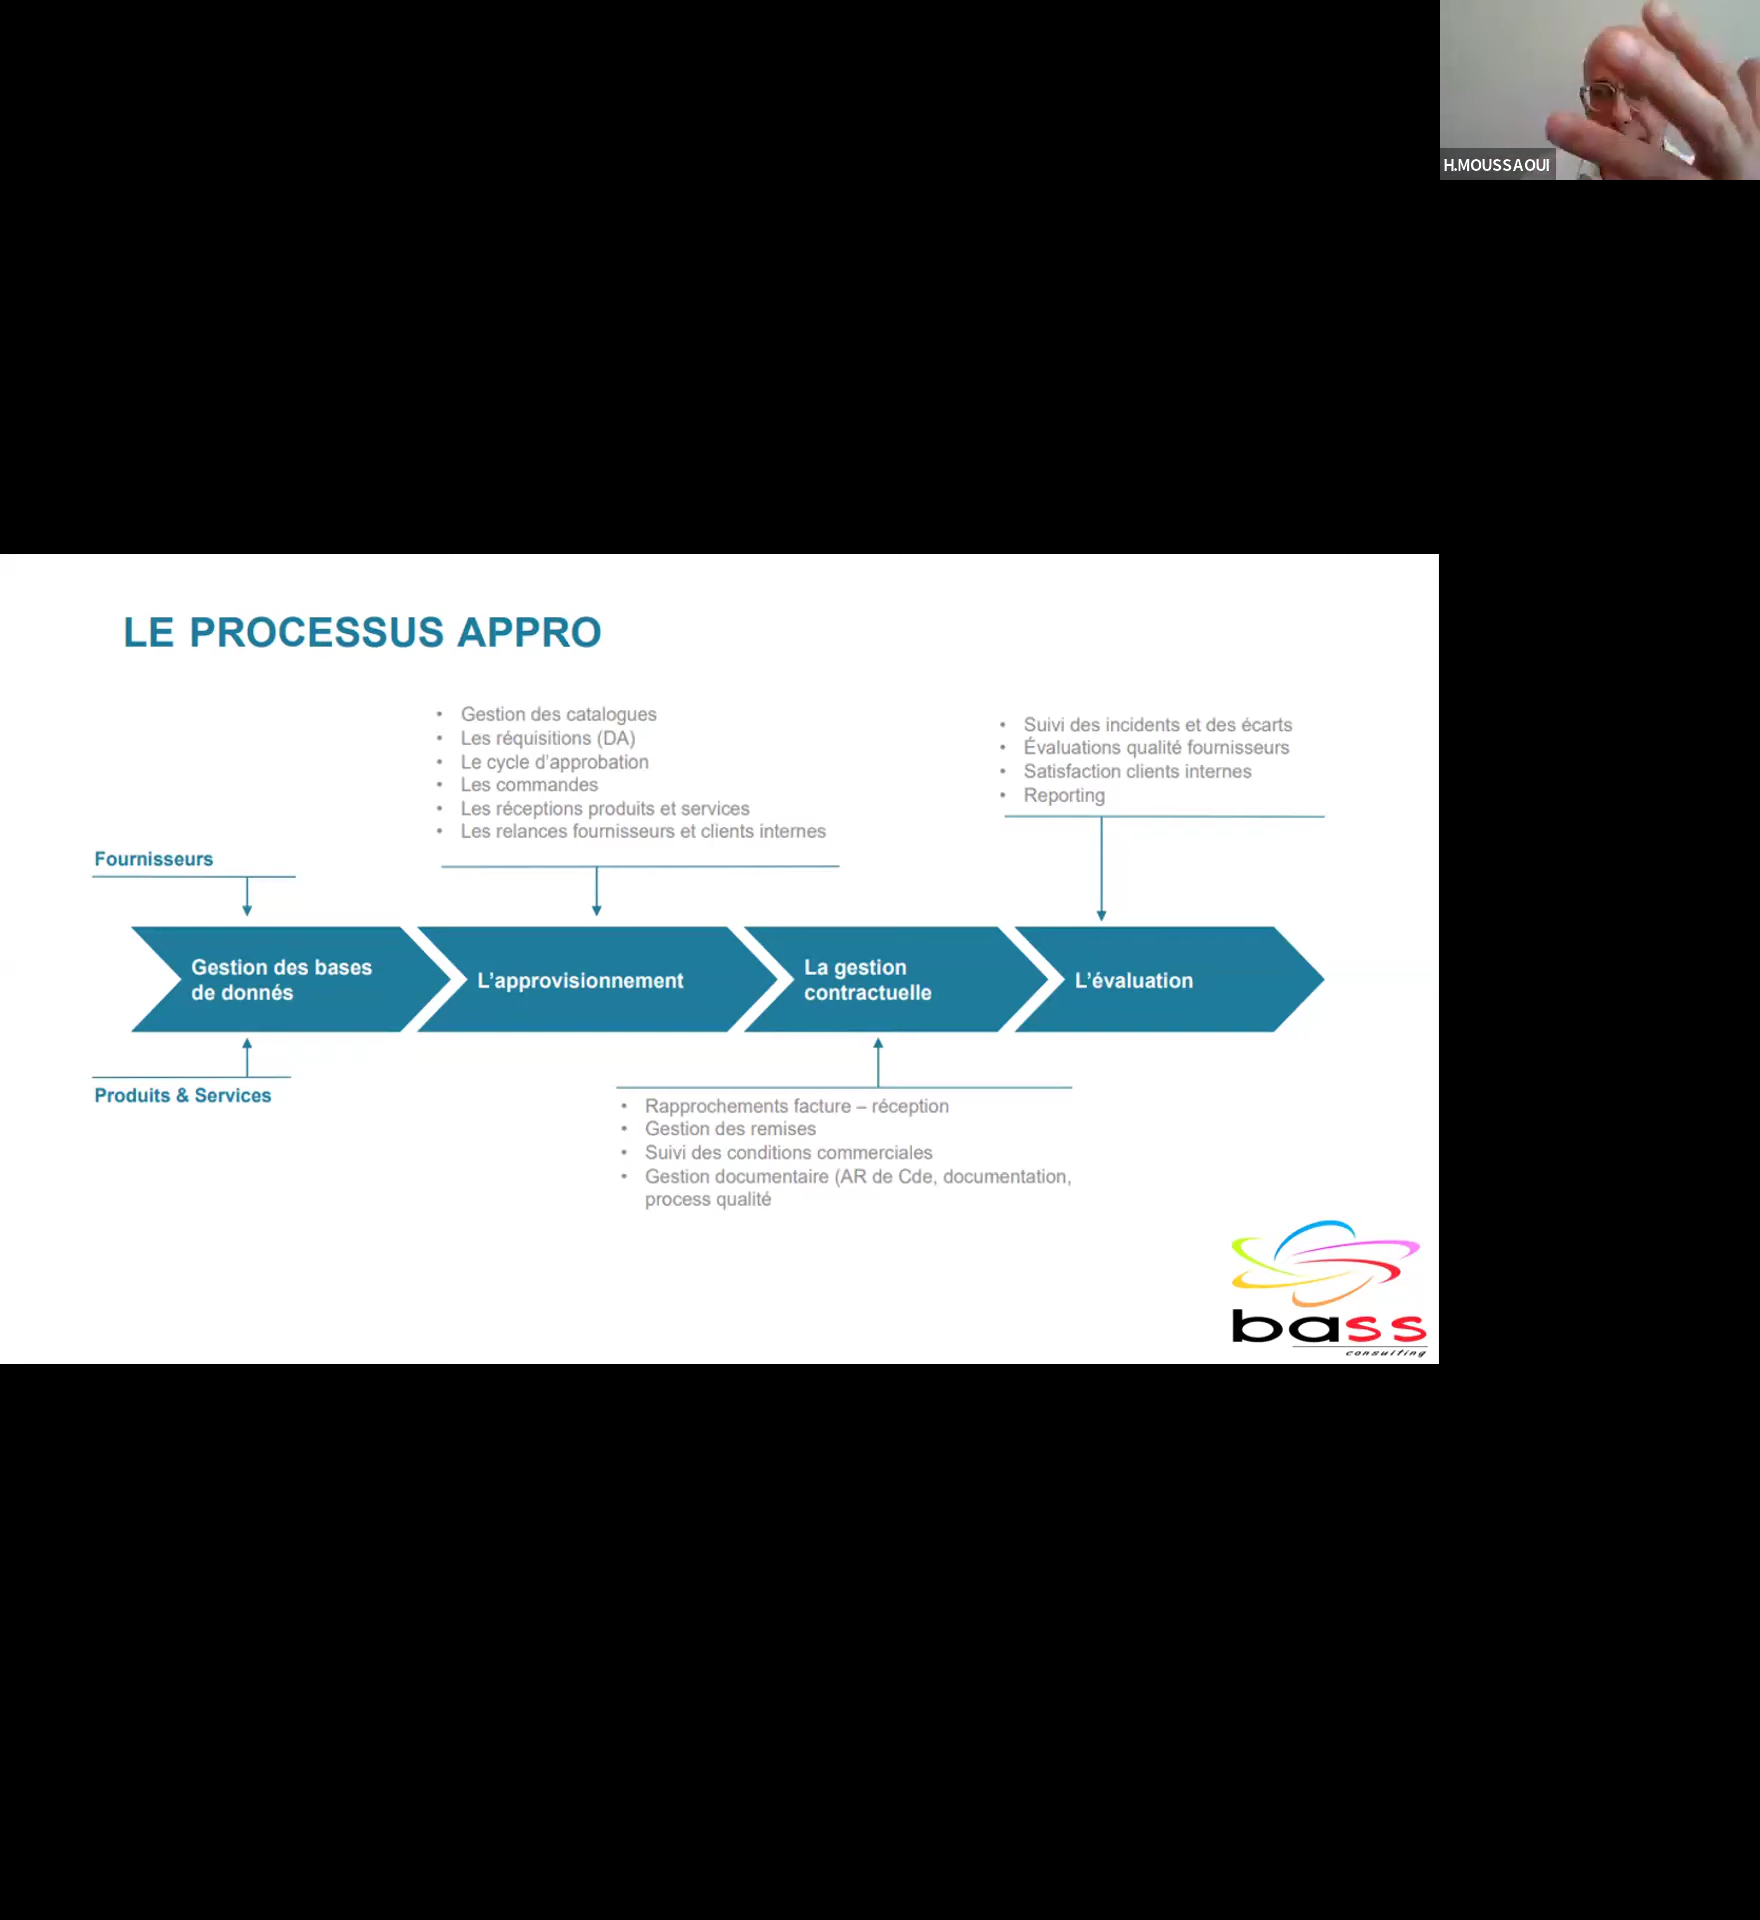 H.MOUSSAOUI
LE PROCESSUS APPRO
• Gestion des catalogues
• Les réquisitions (DA)
• Le cycle d'approbation
• Les commandes
• Les réceptions produits et services
• Les relances fournisseurs et clients internes
• Suivi des incidents et des écarts
• Évaluations qualité fournisseurs
• Satisfaction clients internes
• Reporting
Fournisseurs
Gestion des bases
de donnés
L'approvisionnement
La gestion
contractuelle
L'évaluation
Produits & Services
• Rapprochements facture – réception
• Gestion des remises
• Suivi des conditions commerciales
• Gestion documentaire (AR de Cde, documentation,
process qualité
bass
consulting